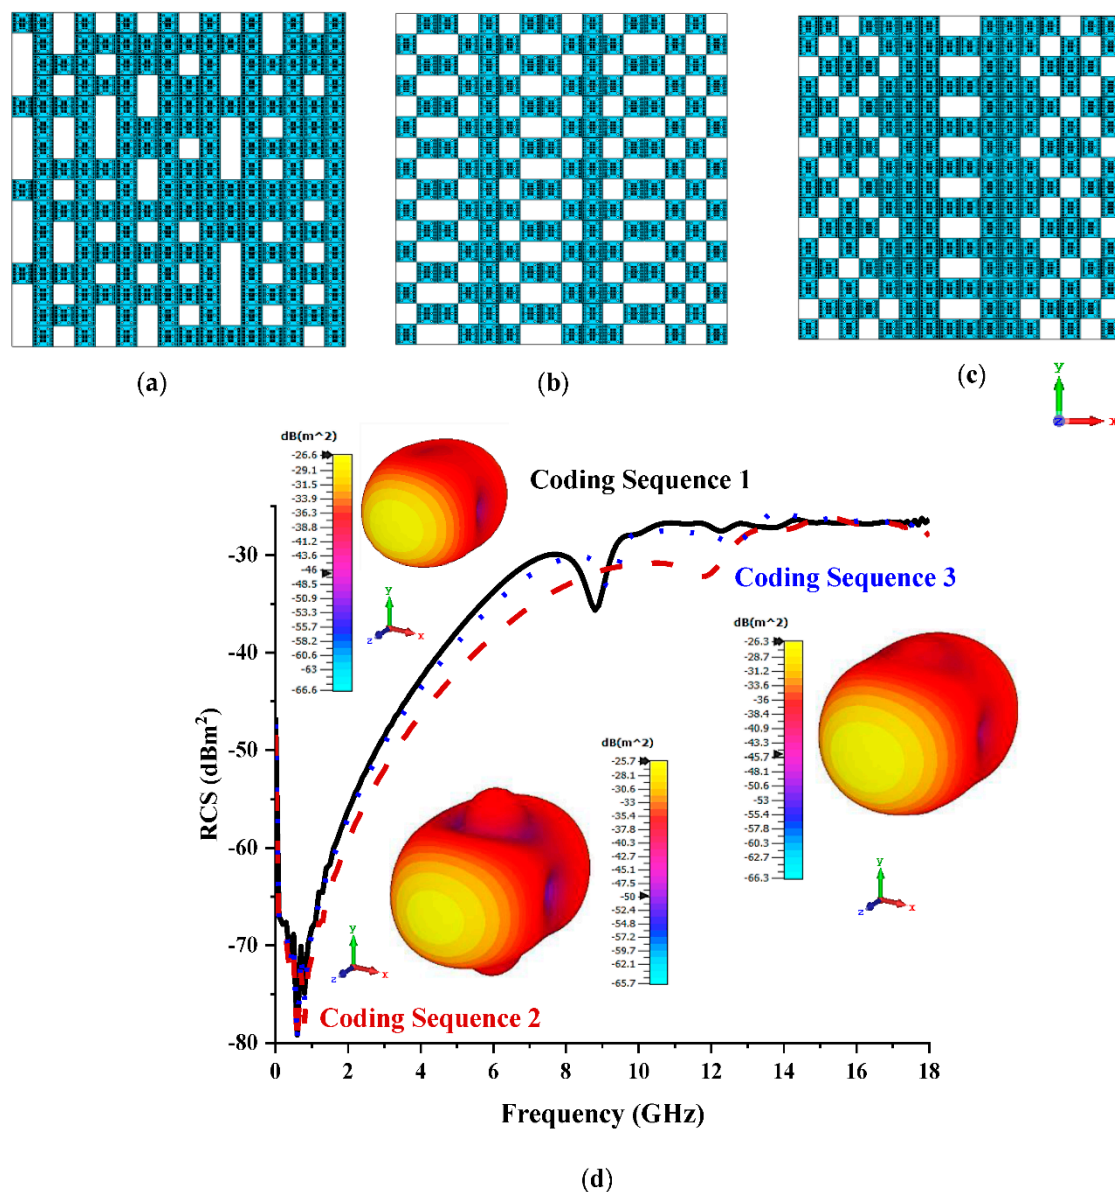 (a)
(b)
(c)
y
z
x
dB(m^2)
-26.6
-29.1
-31.5
-33.9
-36.3
-38.8
-41.2
-43.6
-46
-48.5
-50.9
-53.3
-55.7
-58.2
-60.6
-63
-66.6
y
z
x
Coding Sequence 1
Coding Sequence 3
dB(m^2)
-26.3
-28.7
-31.2
-33.6
-36
-38.4
-40.9
-43.3
-45.7
-48.1
-50.6
-53
-55.4
-57.8
-60.3
-62.7
-66.3
y
z
x
dB(m^2)
-25.7
-28.1
-30.6
-33
-35.4
-37.8
-40.3
-42.7
-45.1
-47.5
-50
-52.4
-54.8
-57.2
-59.7
-62.1
-65.7
y
z
x
Coding Sequence 2
RCS (dBm²)
-30
-40
-50
-60
-70
-80
0 2 4 6 8 10 12 14 16 18
Frequency (GHz)
(d)